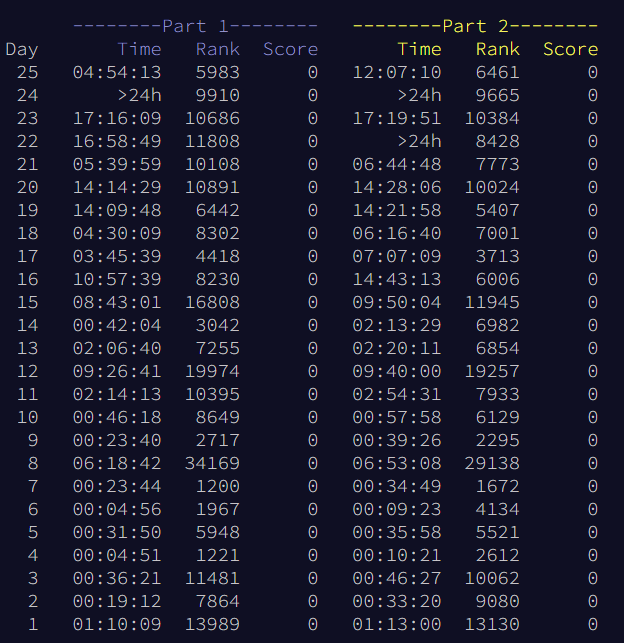 --------Part 1-------- --------Part 2--------
Day Time Rank Score Time Rank Score
25 04:54:13 5983 0 12:07:10 6461 0
24 >24h 9910 0 >24h 9665 0
23 17:16:09 10686 0 17:19:51 10384 0
22 16:58:49 11808 0 >24h 8428 0
21 05:39:59 10108 0 06:44:48 7773 0
20 14:14:29 10891 0 14:28:06 10024 0
19 14:09:48 6442 0 14:21:58 5407 0
18 04:30:09 8302 0 06:16:40 7001 0
17 03:45:39 4418 0 07:07:09 3713 0
16 10:57:39 8230 0 14:43:13 6006 0
15 08:43:01 16808 0 09:50:04 11945 0
14 00:42:04 3042 0 02:13:29 6982 0
13 02:06:40 7255 0 02:20:11 6854 0
12 09:26:41 19974 0 09:40:00 19257 0
11 02:14:13 10395 0 02:54:31 7933 0
10 00:46:18 8649 0 00:57:58 6129 0
9 00:23:40 2717 0 00:39:26 2295 0
8 06:18:42 34169 0 06:53:08 29138 0
7 00:23:44 1200 0 00:34:49 1672 0
6 00:04:56 1967 0 00:09:23 4134 0
5 00:31:50 5948 0 00:35:58 5521 0
4 00:04:51 1221 0 00:10:21 2612 0
3 00:36:21 11481 0 00:46:27 10062 0
2 00:19:12 7864 0 00:33:20 9080 0
1 01:10:09 13989 0 01:13:00 13130 0